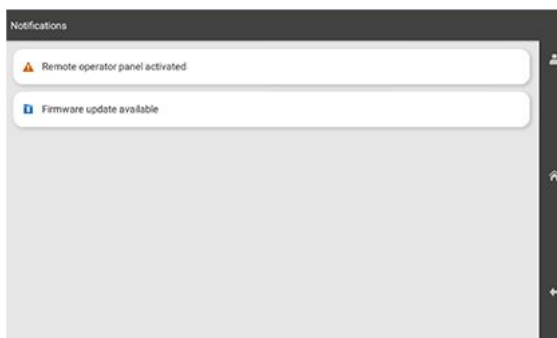 Notifications
Remote operator panel activated
Firmware update available